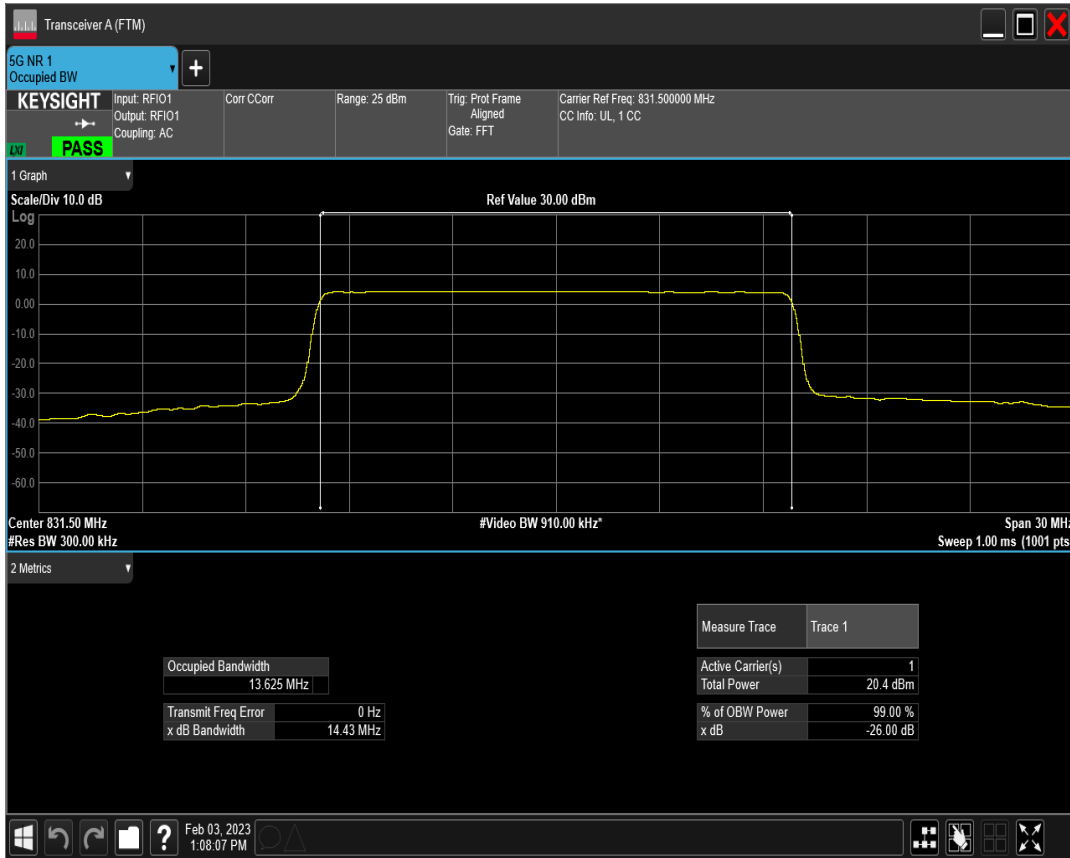 Transceiver A (FTM)
5G NR 1
Occupied BW
+
KEYSIGHT
Input: RFIO1
Output: RFIO1
Coupling: AC
Corr CCorr
Range: 25 dBm
Trig: Prot Frame
Aligned
Gate: FFT
Carrier Ref Freq: 831.500000 MHz
CC Info: UL, 1 CC
LXI
PASS
1 Graph
Scale/Div 10.0 dB
Ref Value 30.00 dBm
Log
20.0
10.0
0.00
-10.0
-20.0
-30.0
-40.0
-50.0
-60.0
Center 831.50 MHz
#Video BW 910.00 kHz*
Span 30 MHz
#Res BW 300.00 kHz
Sweep 1.00 ms (1001 pts
2 Metrics
Measure Trace Trace 1
Occupied Bandwidth
13.625 MHz
Active Carrier(s) 1
Total Power 20.4 dBm
Transmit Freq Error 0 Hz
x dB Bandwidth 14.43 MHz
% of OBW Power 99.00 %
x dB -26.00 dB
?
Feb 03, 2023
1:08:07 PM